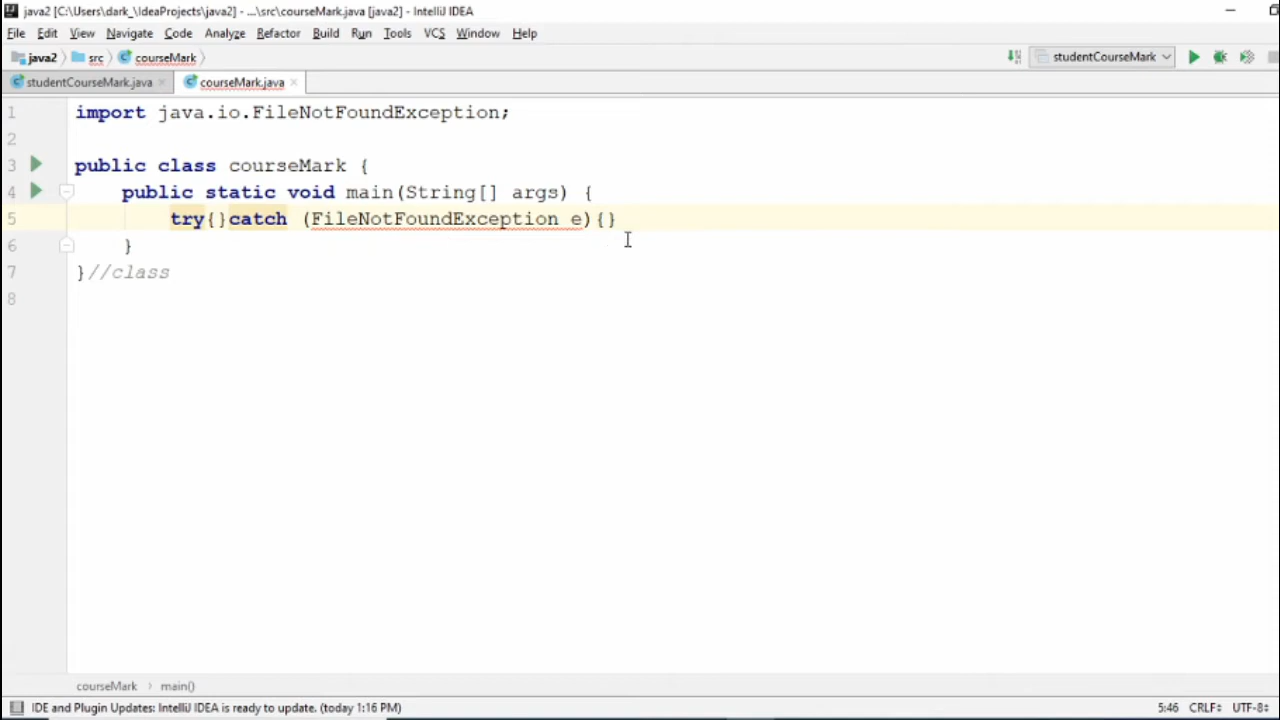 java2 [C:\Users\dark_\IdeaProjects\java2] - ...\src\courseMark.java [java2] - IntelliJ IDEA
File Edit View Navigate Code Analyze Refactor Build Run Tools VCS Window Help
java2 src courseMark studentCourseMark
studentCourseMark.java courseMark.java
1 import java.io.FileNotFoundException;
2
3 public class courseMark {
4 public static void main(String[] args) {
5 try{}catch (FileNotFoundException e){}
6 }
7 }//class
8
courseMark main()
IDE and Plugin Updates: IntelliJ IDEA is ready to update. (today 1:16 PM) 5:46 CRLF UTF-8